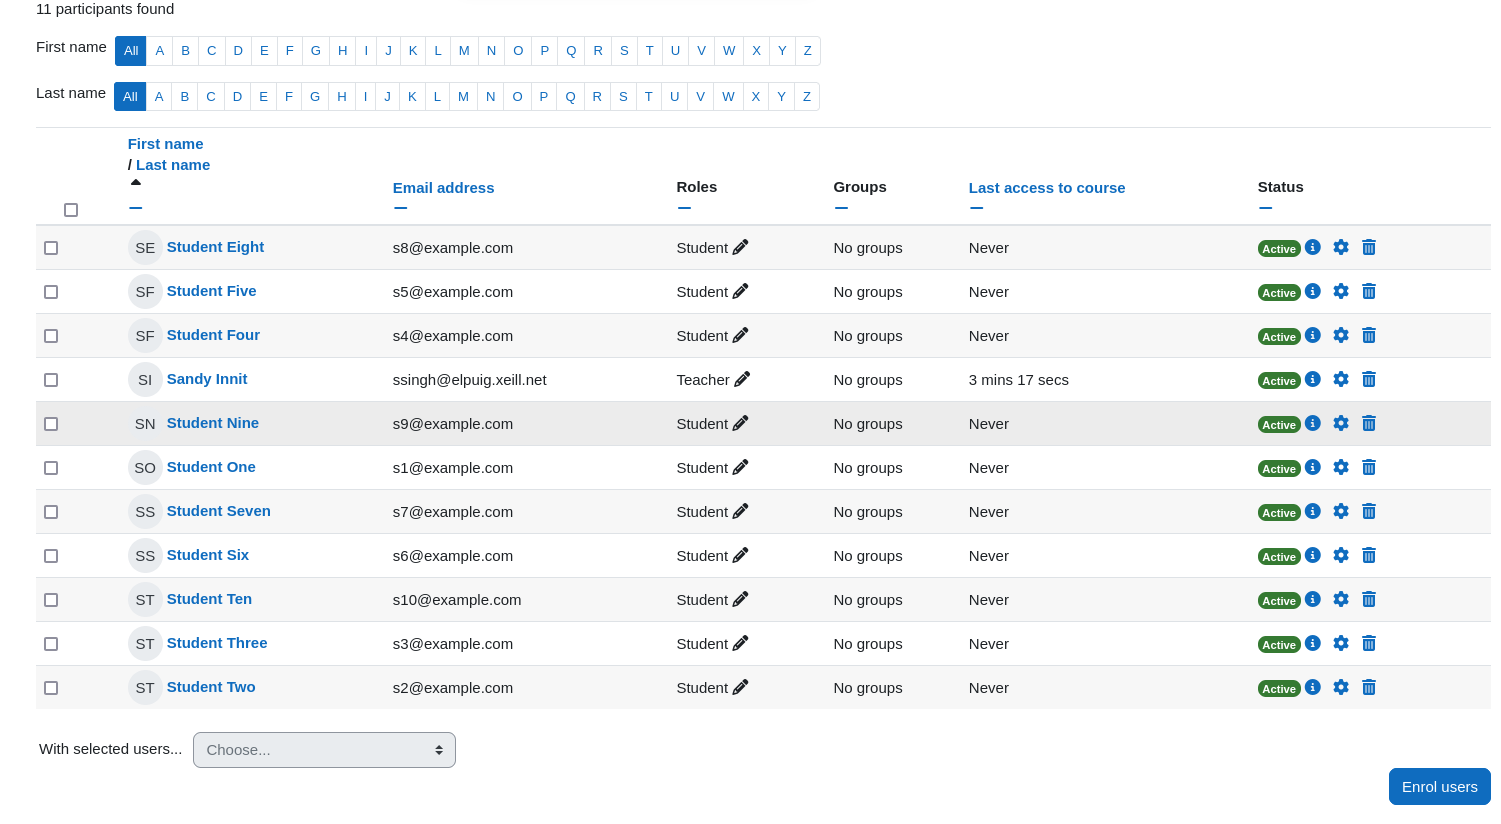 11 participants found
First name All A B C D E F G H I J K L M N O P Q R S T U V W X Y Z
Last name All A B C D E F G H I J K L M N O P Q R S T U V W X Y Z
First name
/ Last name
Email address Roles Groups Last access to course Status
SE Student Eight s8@example.com Student No groups Never Active
SF Student Five s5@example.com Student No groups Never Active
SF Student Four s4@example.com Student No groups Never Active
SI Sandy Innit ssingh@elpuig.xeill.net Teacher No groups 3 mins 17 secs Active
SN Student Nine s9@example.com Student No groups Never Active
SO Student One s1@example.com Student No groups Never Active
SS Student Seven s7@example.com Student No groups Never Active
SS Student Six s6@example.com Student No groups Never Active
ST Student Ten s10@example.com Student No groups Never Active
ST Student Three s3@example.com Student No groups Never Active
ST Student Two s2@example.com Student No groups Never Active
With selected users... Choose...
Enrol users